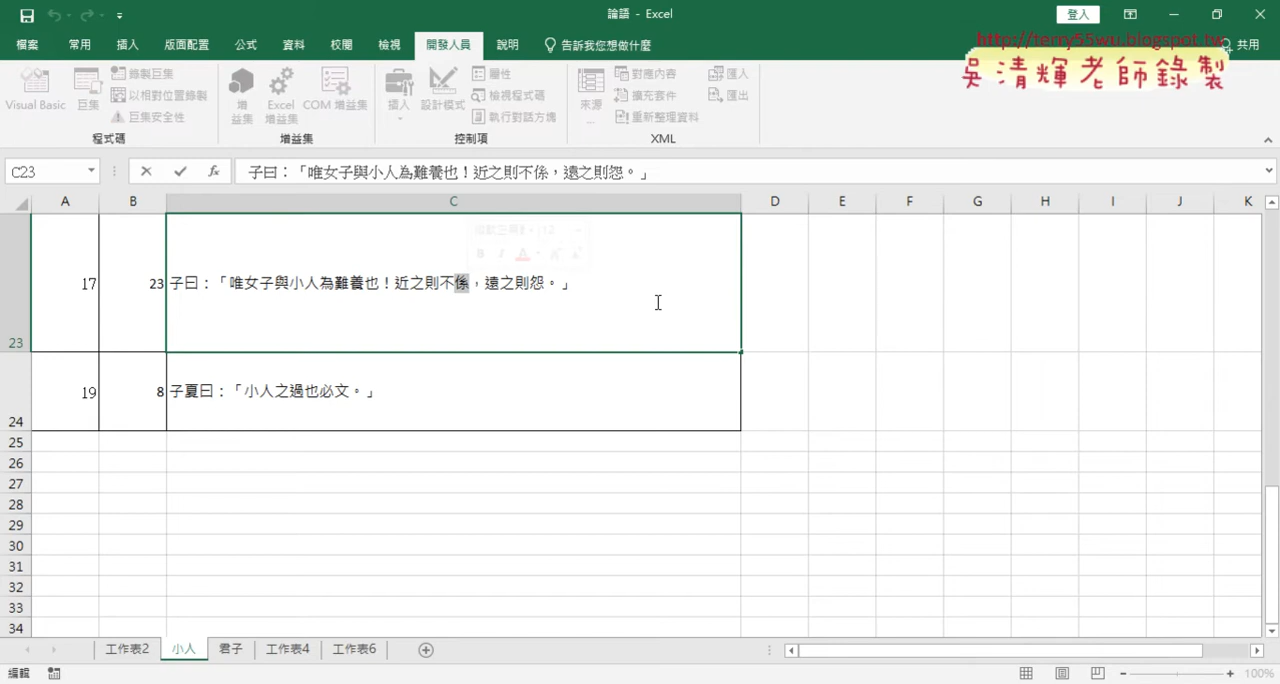 論語 - Excel
登入
檔案 常用 插入 版面配置 公式 資料 校閱 檢視 開發人員 說明 告訴我您想做什麼 共用
http://terry55wu.blogspot.tw
吳清輝老師錄製
Visual Basic 巨集 錄製巨集 以相對位置錄製 巨集安全性
增益集 Excel 增益集 COM 增益集
插入 設計模式 屬性 檢視程式碼 執行對話方塊
來源 對應內容 擴充套件 重新整理資料 匯入 匯出
程式碼 增益集 控制項 XML
C23 fx 子曰：「唯女子與小人為難養也！近之則不係，遠之則怨。」
A B C D E F G H I J K
12
B I A
23 17 23 子曰：「唯女子與小人為難養也！近之則不係，遠之則怨。」
24 19 8 子夏曰：「小人之過也必文。」
25
26
27
28
29
30
31
32
33
34
工作表2 小人 君子 工作表4 工作表6
編輯 100%